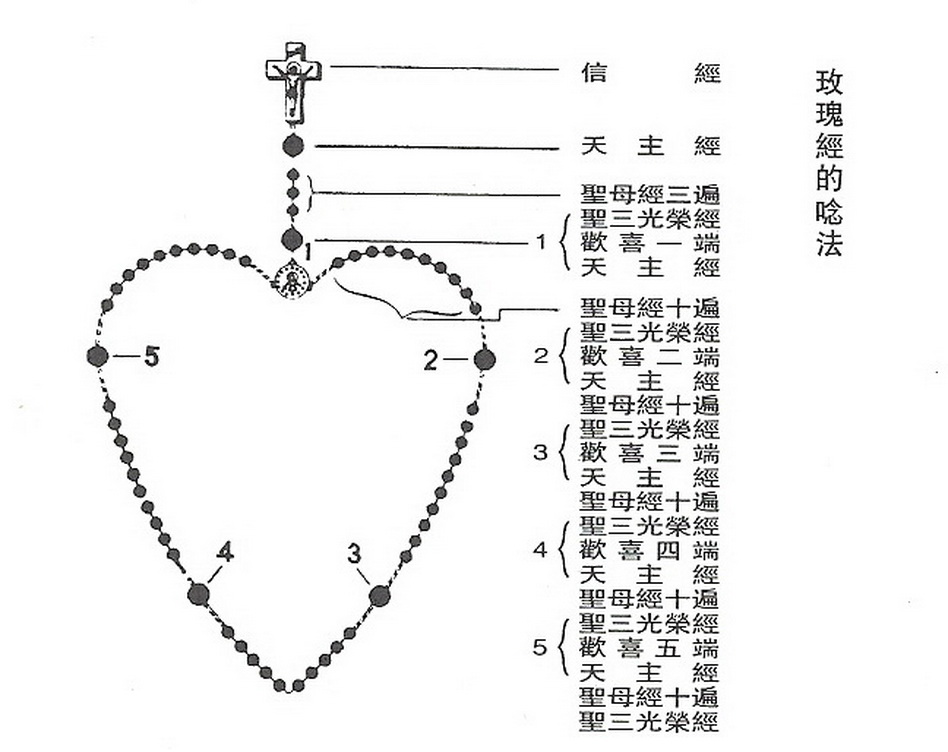 玫瑰經的唸法
信 經
天 主 經
聖母經三遍
1
聖三光榮經
歡喜一端
天 主 經
聖母經十遍
2
聖三光榮經
歡喜二端
天 主 經
聖母經十遍
3
聖三光榮經
歡喜三端
天 主 經
聖母經十遍
4
聖三光榮經
歡喜四端
天 主 經
聖母經十遍
5
聖三光榮經
歡喜五端
天 主 經
聖母經十遍
聖三光榮經
1
5
2
4
3